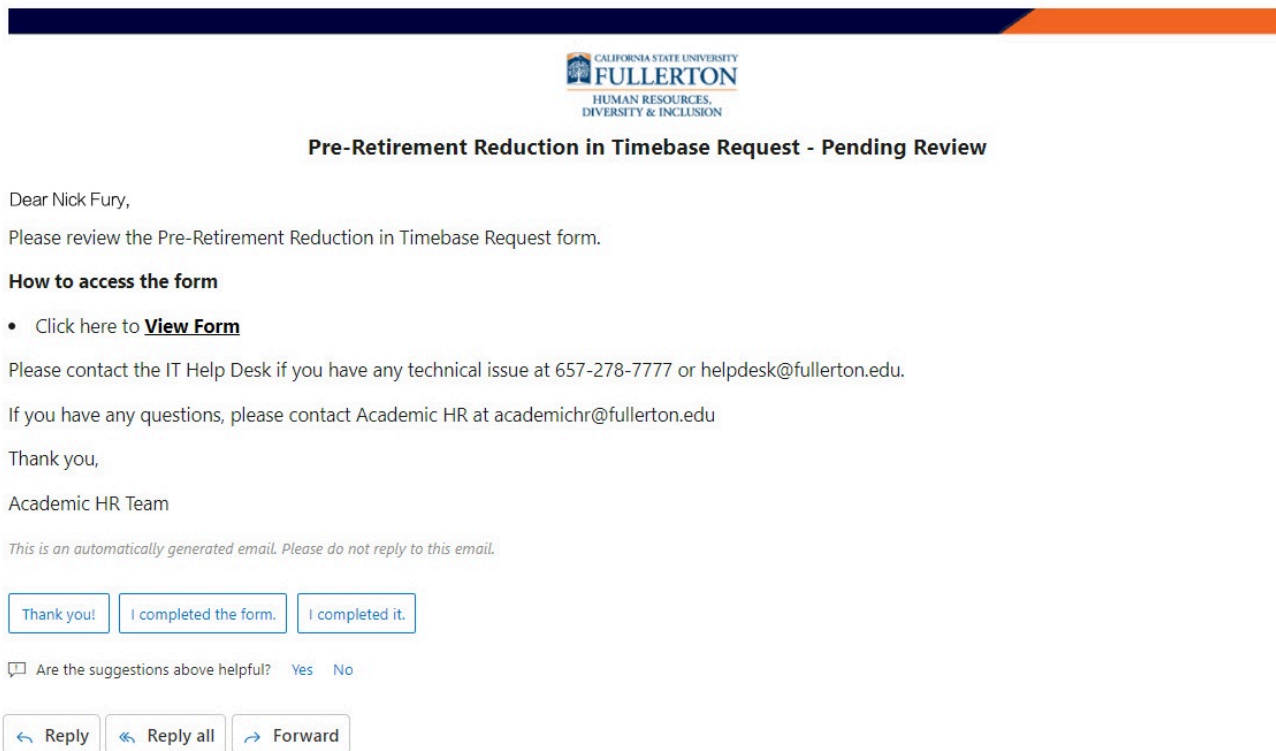 CALIFORNIA STATE UNIVERSITY
FULLERTON
HUMAN RESOURCES,
DIVERSITY & INCLUSION
Pre-Retirement Reduction in Timebase Request - Pending Review
Dear Nick Fury,
Please review the Pre-Retirement Reduction in Timebase Request form.
How to access the form
• Click here to View Form
Please contact the IT Help Desk if you have any technical issue at 657-278-7777 or helpdesk@fullerton.edu.
If you have any questions, please contact Academic HR at academichr@fullerton.edu
Thank you,
Academic HR Team
This is an automatically generated email. Please do not reply to this email.
Thank you! I completed the form. I completed it.
Are the suggestions above helpful? Yes No
Reply Reply all Forward